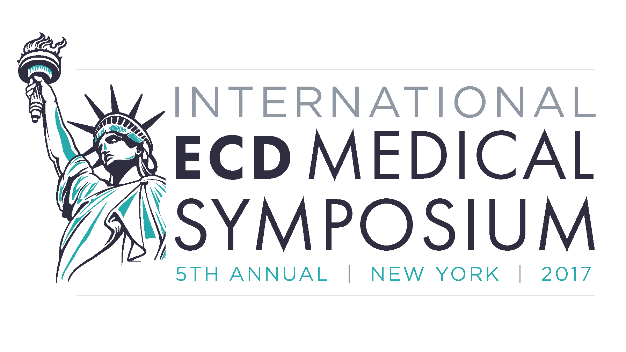 INTERNATIONAL
ECD MEDICAL
SYMPOSIUM
5TH ANNUAL | NEW YORK | 2017